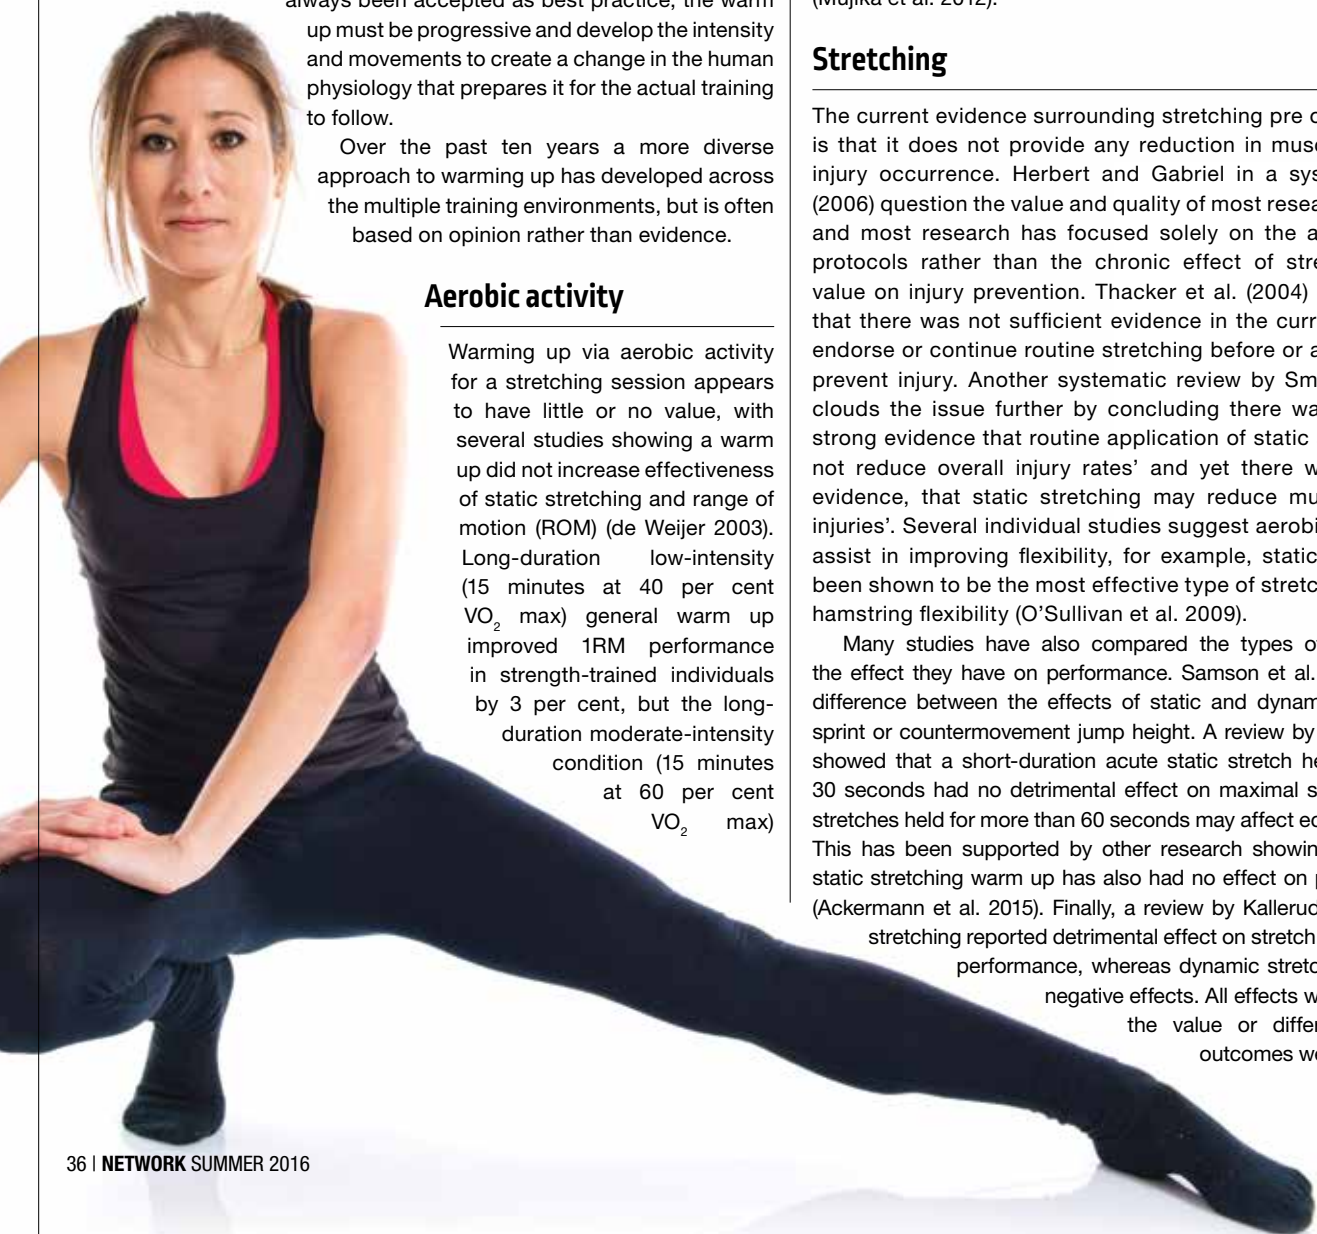 always been accepted as best practice, the warm
up must be progressive and develop the intensity
and movements to create a change in the human
physiology that prepares it for the actual training
to follow.
Over the past ten years a more diverse
approach to warming up has developed across
the multiple training environments, but is often
based on opinion rather than evidence.
Aerobic activity
Warming up via aerobic activity
for a stretching session appears
to have little or no value, with
several studies showing a warm
up did not increase effectiveness
of static stretching and range of
motion (ROM) (de Weijer 2003).
Long-duration low-intensity
(15 minutes at 40 per cent
VO₂ max) general warm up
improved 1RM performance
in strength-trained individuals
by 3 per cent, but the long-
duration moderate-intensity
condition (15 minutes
at 60 per cent
VO₂ max)
(Mujika et al. 2012).
Stretching
The current evidence surrounding stretching pre
is that it does not provide any reduction in
injury occurrence. Herbert and Gabriel in a
(2006) question the value and quality of most
and most research has focused solely on the
protocols rather than the chronic effect of
value on injury prevention. Thacker et al. (2004)
that there was not sufficient evidence in the
endorse or continue routine stretching before or
prevent injury. Another systematic review by
clouds the issue further by concluding there
strong evidence that routine application of static
not reduce overall injury rates’ and yet there
evidence, that static stretching may reduce
injuries’. Several individual studies suggest
assist in improving flexibility, for example, static
been shown to be the most effective type of
hamstring flexibility (O’Sullivan et al. 2009).
Many studies have also compared the types
the effect they have on performance. Samson et al.
difference between the effects of static and
sprint or countermovement jump height. A review by
showed that a short-duration acute static stretch
30 seconds had no detrimental effect on maximal
stretches held for more than 60 seconds may affect
This has been supported by other research
static stretching warm up has also had no effect on
(Ackermann et al. 2015). Finally, a review by Kallerud
stretching reported detrimental effect on
performance, whereas dynamic
negative effects. All effects
the value or
outcomes
36 | NETWORK SUMMER 2016